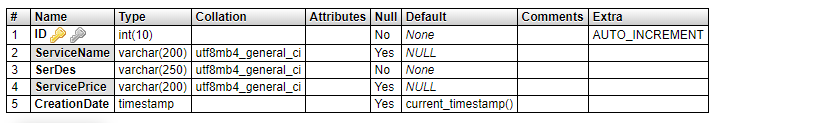 # Name Type Collation Attributes Null Default Comments Extra
1 ID int(10) No None AUTO_INCREMENT
2 ServiceName varchar(200) utf8mb4_general_ci Yes NULL
3 SerDes varchar(250) utf8mb4_general_ci No None
4 ServicePrice varchar(200) utf8mb4_general_ci Yes NULL
5 CreationDate timestamp Yes current_timestamp()